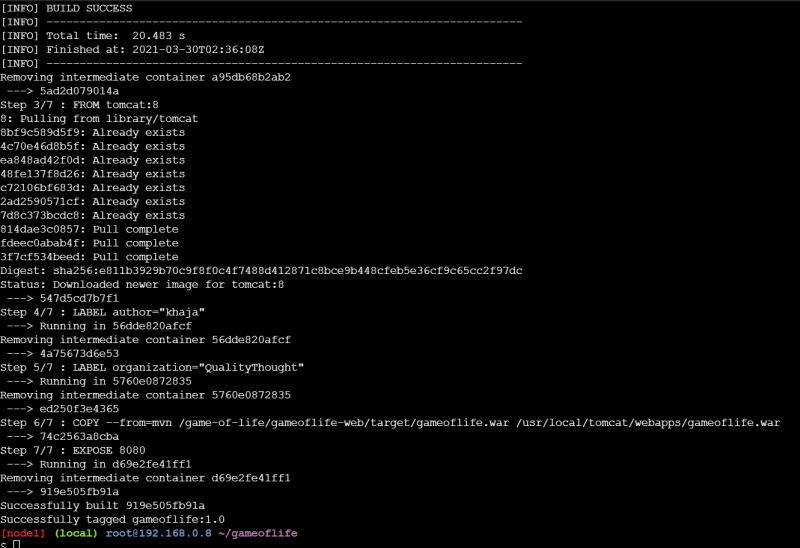 [INFO] BUILD SUCCESS
[INFO] ------------------------------------------------------------------------
[INFO] Total time:  20.483 s
[INFO] Finished at: 2021-03-30T02:36:08Z
[INFO] ------------------------------------------------------------------------
Removing intermediate container a95db68b2ab2
 ---> 5ad2d079014a
Step 3/7 : FROM tomcat:8
8: Pulling from library/tomcat
8bf9c589d5f9: Already exists
4c70e46d8b5f: Already exists
ea848ad42f0d: Already exists
48fe137f8d26: Already exists
c72106bf683d: Already exists
2ad2590571cf: Already exists
7d8c373bcdc8: Already exists
814dae3c0857: Pull complete
fdeec0abab4f: Pull complete
3f7cf534beed: Pull complete
Digest: sha256:e811b3929b70c9f8f0c4f7488d412871c8bce9b448cfeb5e36cf9c65cc2f97dc
Status: Downloaded newer image for tomcat:8
 ---> 547d5cd7b7f1
Step 4/7 : LABEL author="khaja"
 ---> Running in 56dde820afcf
Removing intermediate container 56dde820afcf
 ---> 4a75673d6e53
Step 5/7 : LABEL organization="QualityThought"
 ---> Running in 5760e0872835
Removing intermediate container 5760e0872835
 ---> ed250f3e4365
Step 6/7 : COPY --from=mvn /game-of-life/gameoflife-web/target/gameoflife.war /usr/local/tomcat/webapps/gameoflife.war
 ---> 74c2563a8cba
Step 7/7 : EXPOSE 8080
 ---> Running in d69e2fe41ff1
Removing intermediate container d69e2fe41ff1
 ---> 919e505fb91a
Successfully built 919e505fb91a
Successfully tagged gameoflife:1.0
[node1] (local) root@192.168.0.8 ~/gameoflife
$